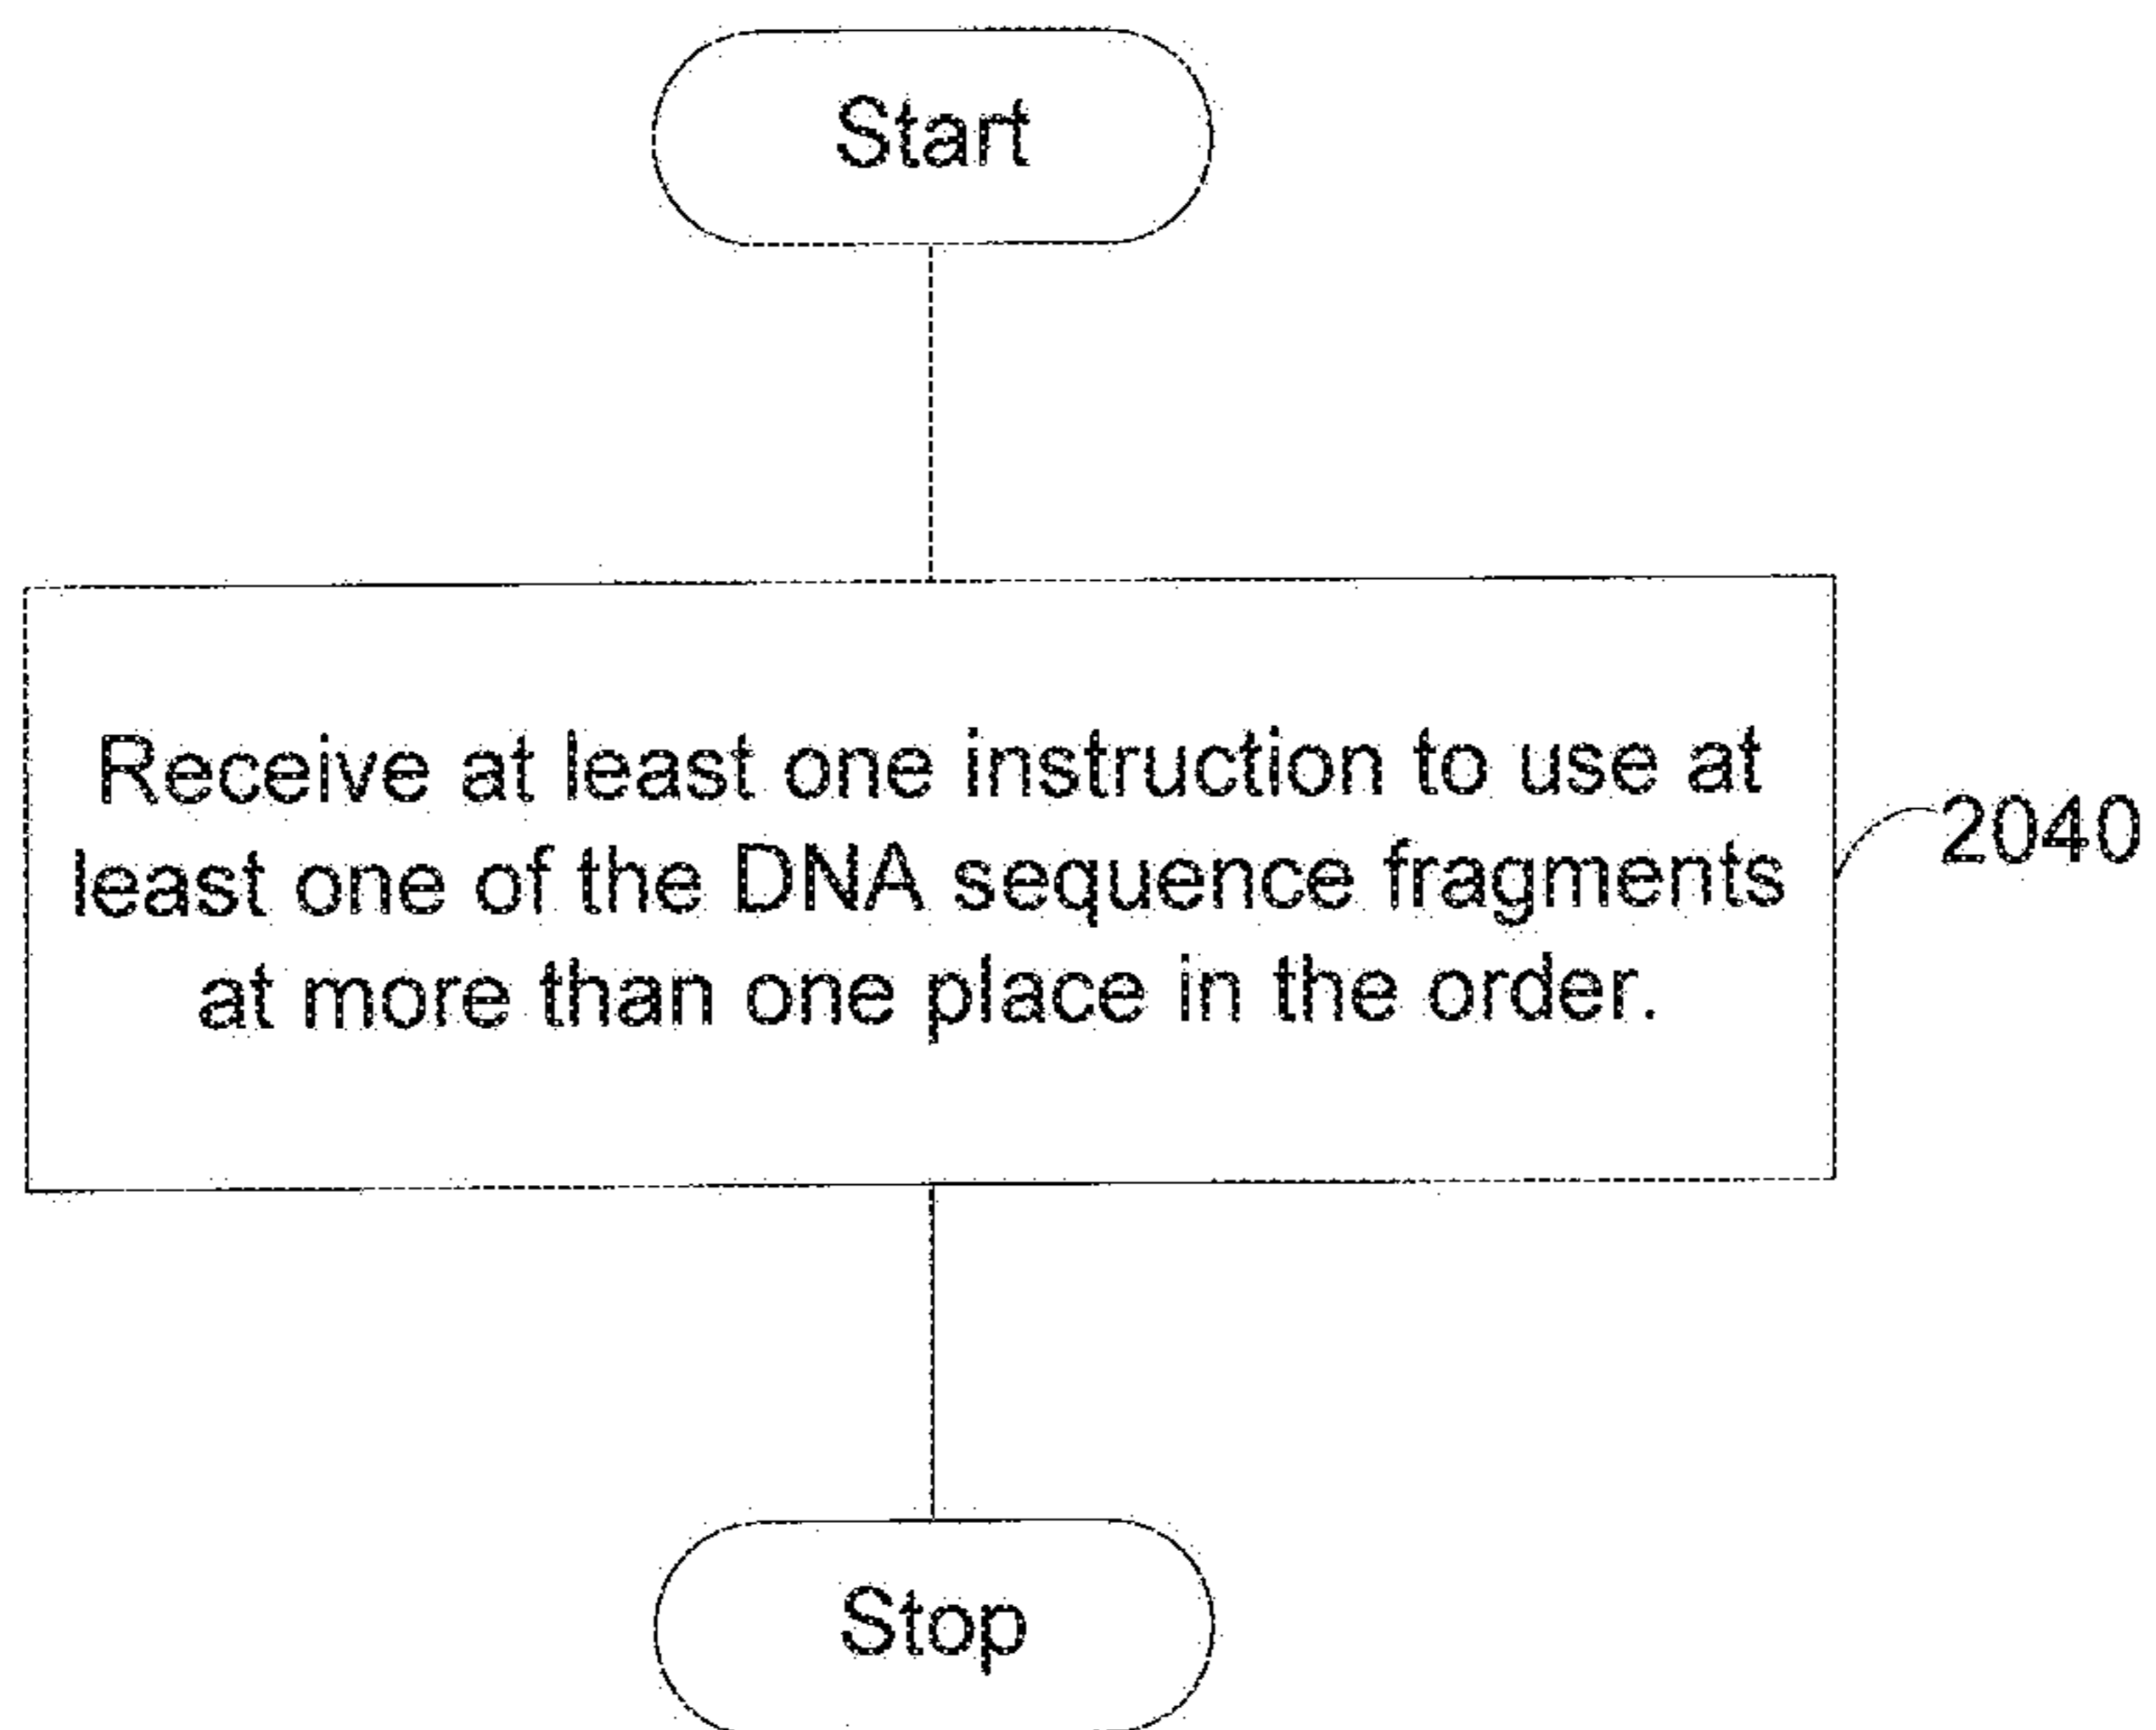 Start
Receive at least one instruction to use at
least one of the DNA sequence fragments
at more than one place in the order.
2040
Stop